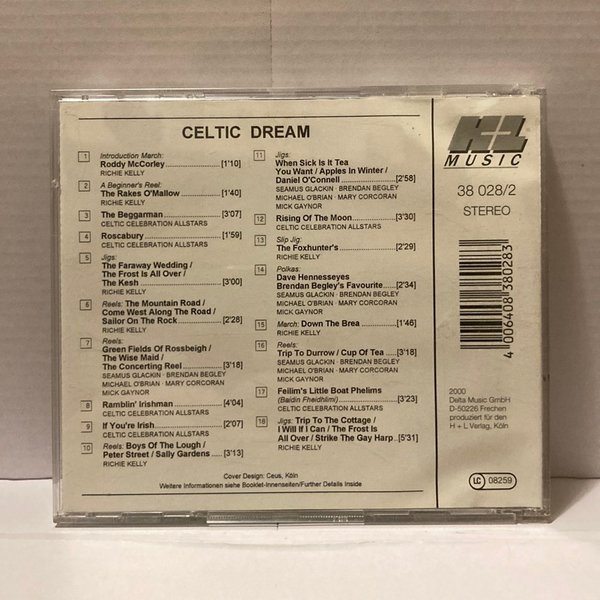 CELTIC DREAM
1 Introduction March:
Roddy McCorley [1'10]
RICHIE KELLY
2 A Beginner's Reel:
The Rakes O'Mallow [1'40]
RICHIE KELLY
3 The Beggarman [3'07]
CELTIC CELEBRATION ALLSTARS
4 Roscabury [1'59]
CELTIC CELEBRATION ALLSTARS
5 Jigs:
The Faraway Wedding /
The Frost Is All Over /
The Kesh [3'00]
RICHIE KELLY
6 Reels: The Mountain Road /
Come West Along The Road /
Sailor On The Rock [2'28]
RICHIE KELLY
7 Reels:
Green Fields Of Rossbeigh /
The Wise Maid /
The Concerting Reel [3'18]
SEAMUS GLACKIN · BRENDAN BEGLEY
MICHAEL O'BRIAN · MARY CORCORAN
MICK GAYNOR
8 Ramblin' Irishman [4'04]
CELTIC CELEBRATION ALLSTARS
9 If You're Irish [2'07]
CELTIC CELEBRATION ALLSTARS
10 Reels: Boys Of The Lough /
Peter Street / Sally Gardens [3'13]
RICHIE KELLY
11 Jigs:
When Sick Is It Tea
You Want / Apples In Winter /
Daniel O'Connell [2'58]
SEAMUS GLACKIN · BRENDAN BEGLEY
MICHAEL O'BRIAN · MARY CORCORAN
MICK GAYNOR
12 Rising Of The Moon [3'30]
CELTIC CELEBRATION ALLSTARS
13 Slip Jig:
The Foxhunter's [2'29]
RICHIE KELLY
14 Polkas:
Dave Hennesseyes
Brendan Begley's Favourite [2'34]
SEAMUS GLACKIN · BRENDAN BEGLEY
MICHAEL O'BRIAN · MARY CORCORAN
MICK GAYNOR
15 March: Down The Brea [1'46]
RICHIE KELLY
16 Reels:
Trip To Durrow / Cup Of Tea [3'18]
SEAMUS GLACKIN · BRENDAN BEGLEY
MICHAEL O'BRIAN · MARY CORCORAN
MICK GAYNOR
17 Feilim's Little Boat Phelims
(Baidin Fheidhlimi) [3'23]
CELTIC CELEBRATION ALLSTARS
18 Jigs: Trip To The Cottage /
I Will If I Can / The Frost Is
All Over / Strike The Gay Harp [5'31]
RICHIE KELLY
Cover Design: Ceus, Köln
Weitere Informationen siehe Booklet-Innenseiten/Further Details Inside
H+L
MUSIC
38 028/2
STEREO
4 006408 380283
2000
Delta Music GmbH
D-50226 Frechen
produziert für den
H + L Verlag, Köln
LC 08259